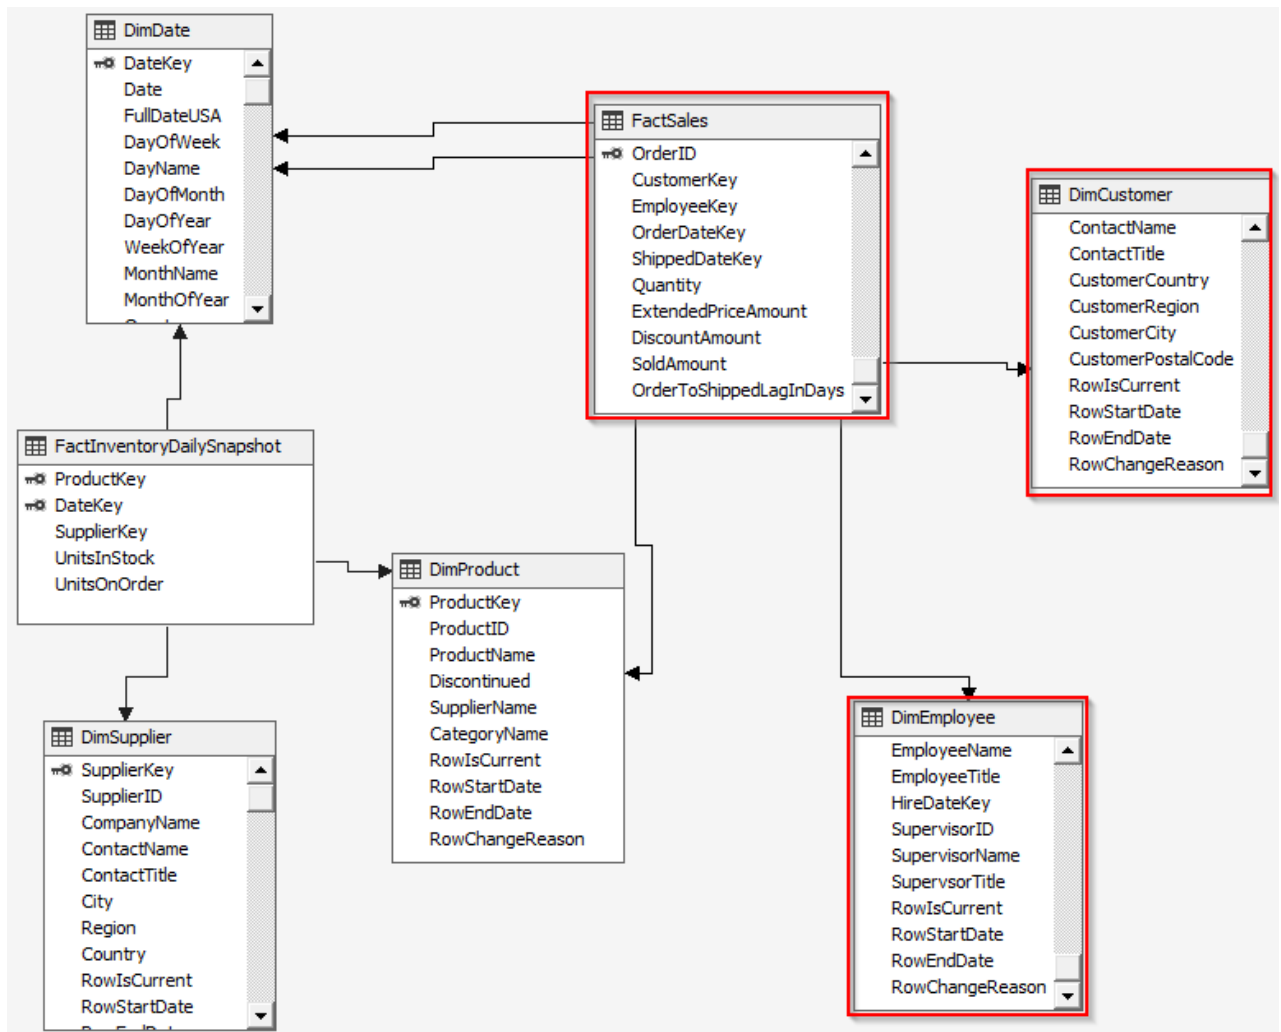 DimDate
DateKey
Date
FullDateUSA
DayOfWeek
DayName
DayOfMonth
DayOfYear
WeekOfYear
MonthName
MonthOfYear
FactSales
OrderID
CustomerKey
EmployeeKey
OrderDateKey
ShippedDateKey
Quantity
ExtendedPriceAmount
DiscountAmount
SoldAmount
OrderToShippedLagInDays
DimCustomer
ContactName
ContactTitle
CustomerCountry
CustomerRegion
CustomerCity
CustomerPostalCode
RowIsCurrent
RowStartDate
RowEndDate
RowChangeReason
FactInventoryDailySnapshot
ProductKey
DateKey
SupplierKey
UnitsInStock
UnitsOnOrder
DimProduct
ProductKey
ProductID
ProductName
Discontinued
SupplierName
CategoryName
RowIsCurrent
RowStartDate
RowEndDate
RowChangeReason
DimSupplier
SupplierKey
SupplierID
CompanyName
ContactName
ContactTitle
City
Region
Country
RowIsCurrent
RowStartDate
DimEmployee
EmployeeName
EmployeeTitle
HireDateKey
SupervisorID
SupervisorName
SupervsorTitle
RowIsCurrent
RowStartDate
RowEndDate
RowChangeReason